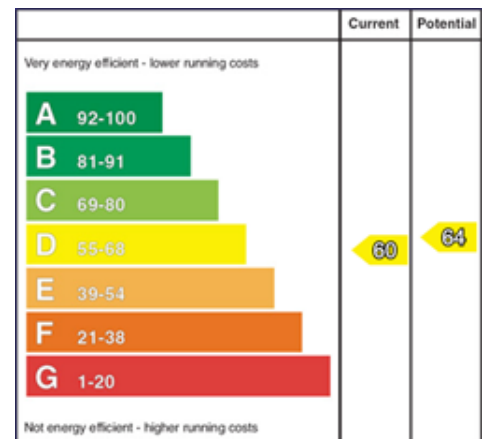 Current Potential
Very energy efficient - lower running costs
A 92-100
B 81-91
C 69-80
D 55-68 60 64
E 39-54
F 21-38
G 1-20
Not energy efficient - higher running costs